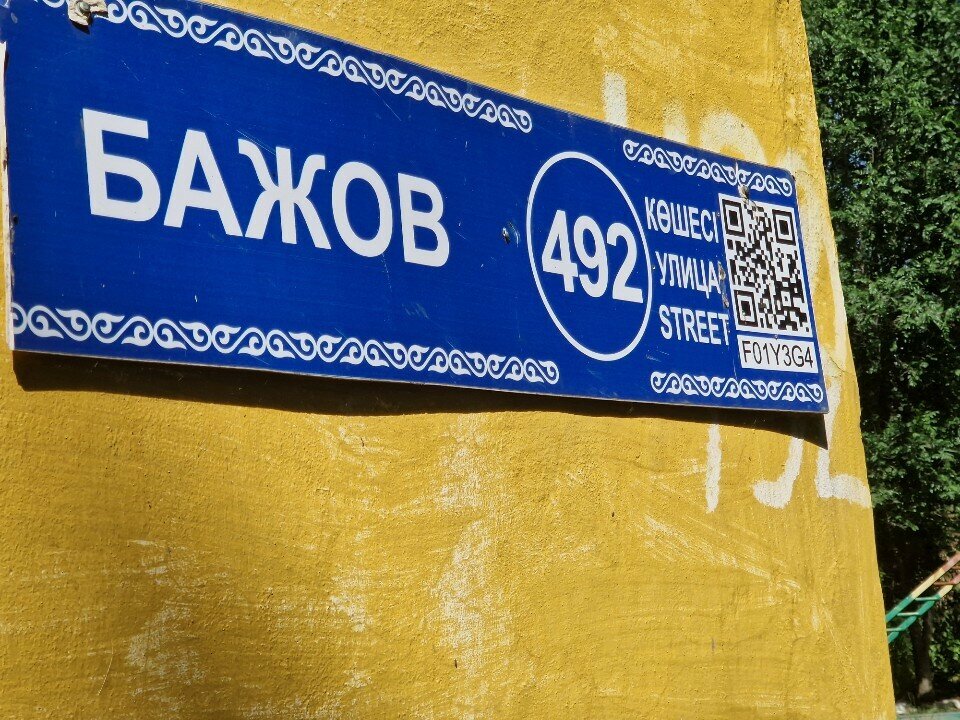 БАЖОВ
492
КӨШЕСІ
УЛИЦА
STREET
F01Y3G4